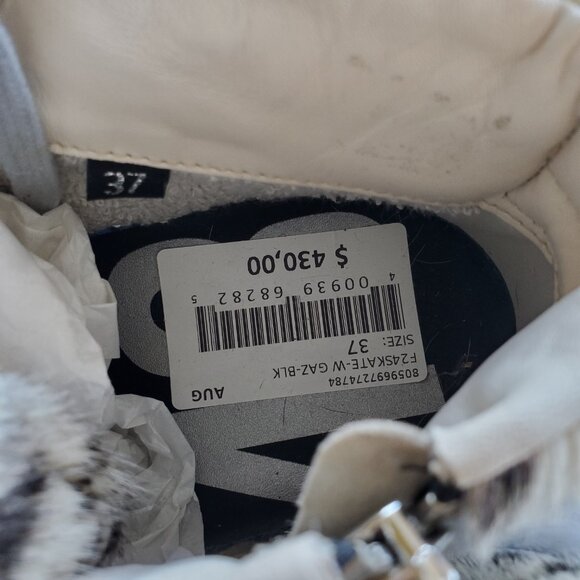 37
8059697274784
F24SKATE-W GAZ-BLK
SIZE: 37
AUG
4 00939 68282 5
$ 430,00